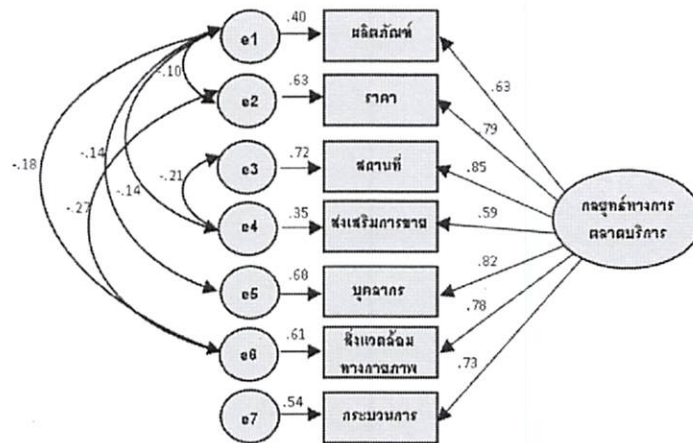 e1
.40
ผลิตภัณฑ์
-.10
.63
e2
.63
ราคา
.79
e3
.72
สถานที่
.85
-.18
-.14
-.14
-.21
-.27
e4
.35
ส่งเสริมการขาย
.59
กลยุทธ์ทางการ
ตลาดบริการ
e5
.68
บุคลากร
.82
e6
.61
สิ่งแวดล้อม
ทางกายภาพ
.78
e7
.54
กระบวนการ
.73